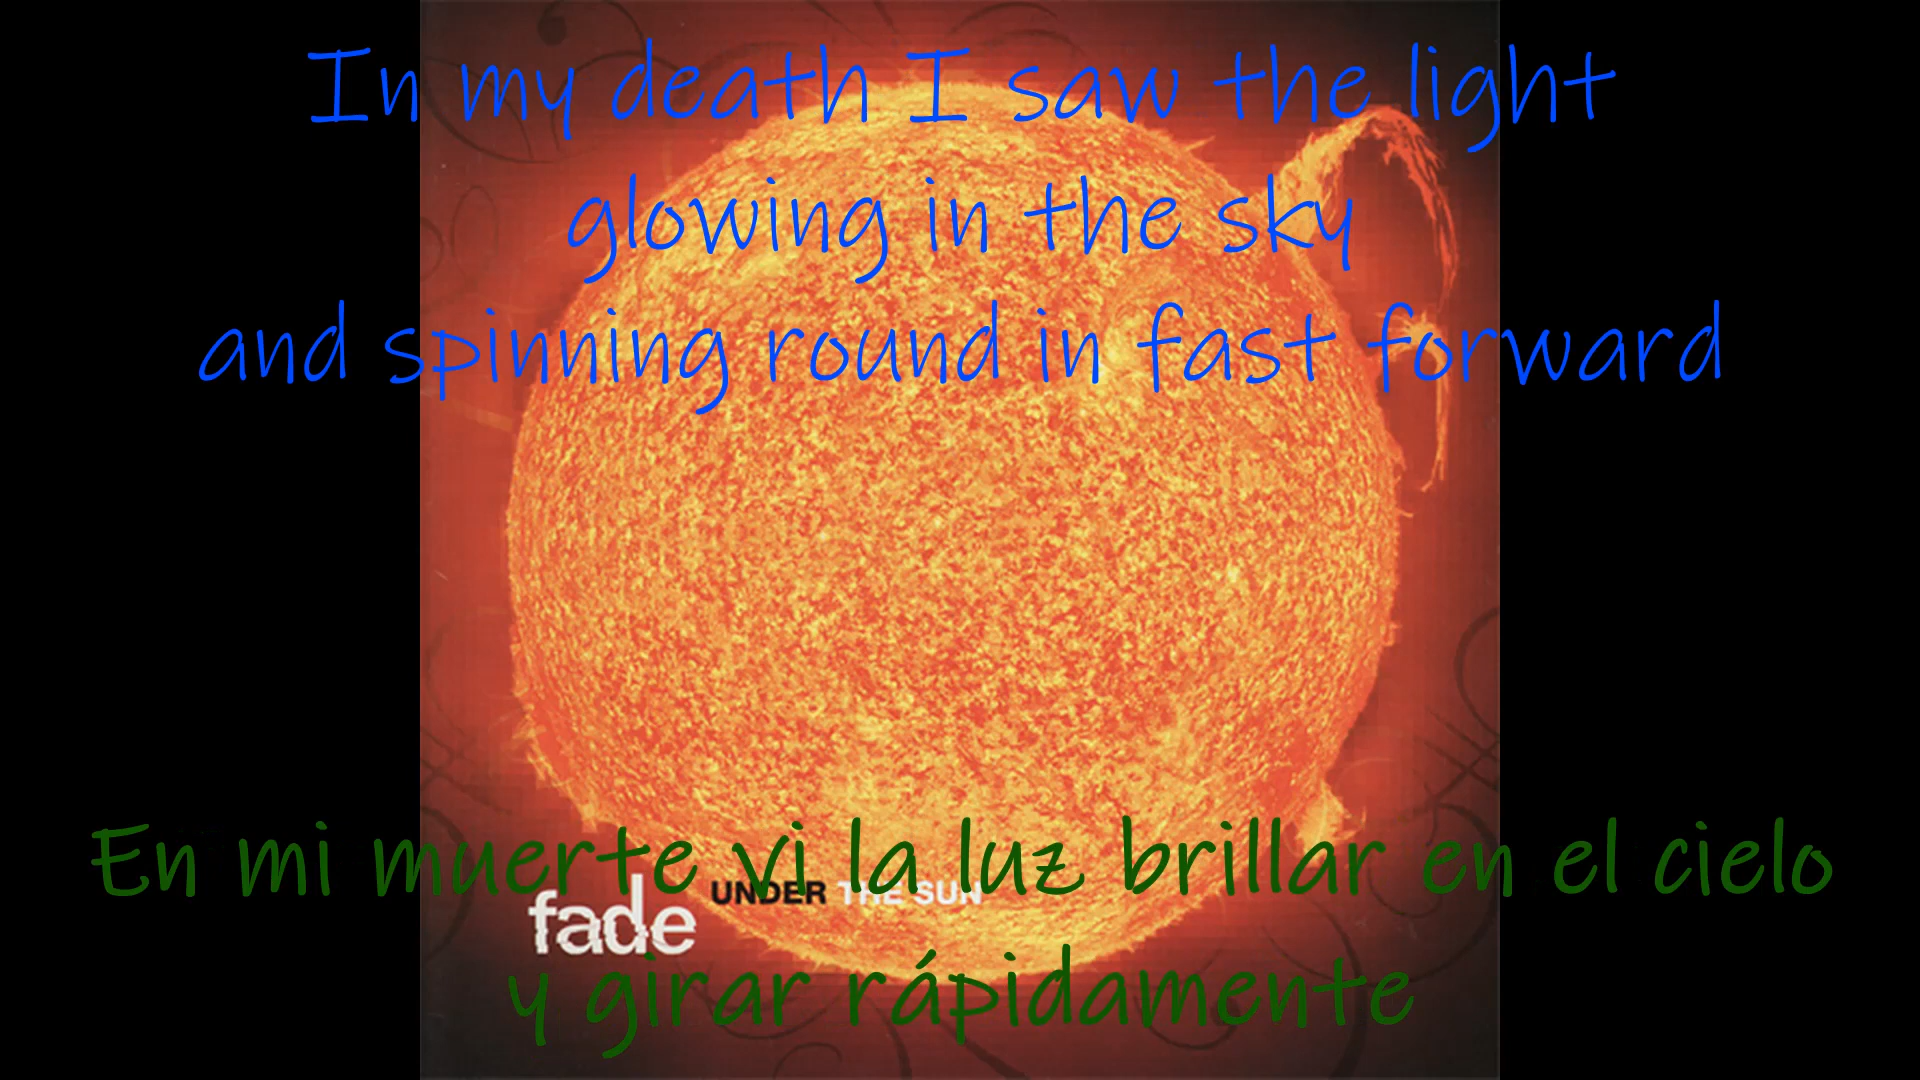 In my death I saw the light
glowing in the sky
and spinning round in fast forward
En mi muerte vi la luz brillar en el cielo
fade UNDER THE SUN
y girar rápidamente